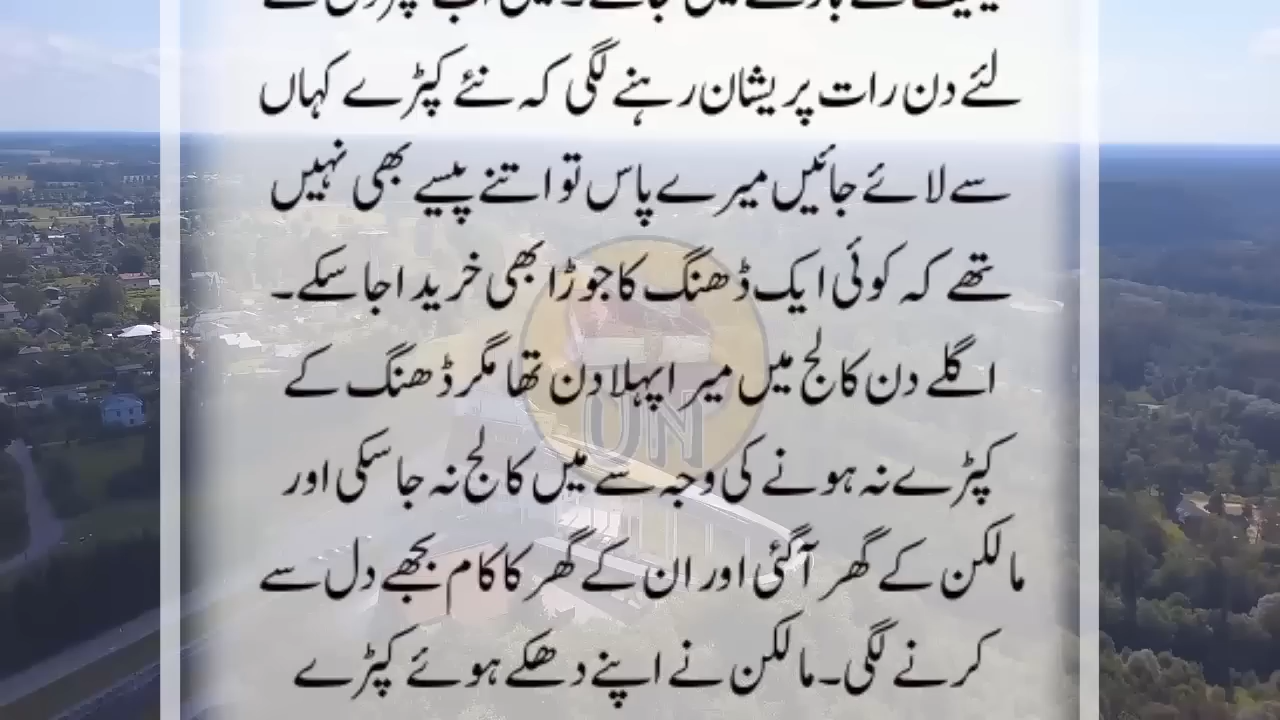 لئے دن رات پریشان رہنے لگی کہ نئے کپڑے کہاں
سے لائے جائیں میرے پاس تو اتنے پیسے بھی نہیں
تھے کہ کوئی ایک ڈھنگ کا جوڑا بھی خریدا جا سکے۔
اگلے دن کالج میں میرا پہلا دن تھا مگر ڈھنگ کے
UN
کپڑے نہ ہونے کی وجہ سے میں کالج نہ جا سکی اور
مالکن کے گھر آ گئی اور ان کے گھر کا کام بجھے دل سے
کرنے لگی۔ مالکن نے اپنے دھکے ہوئے کپڑے